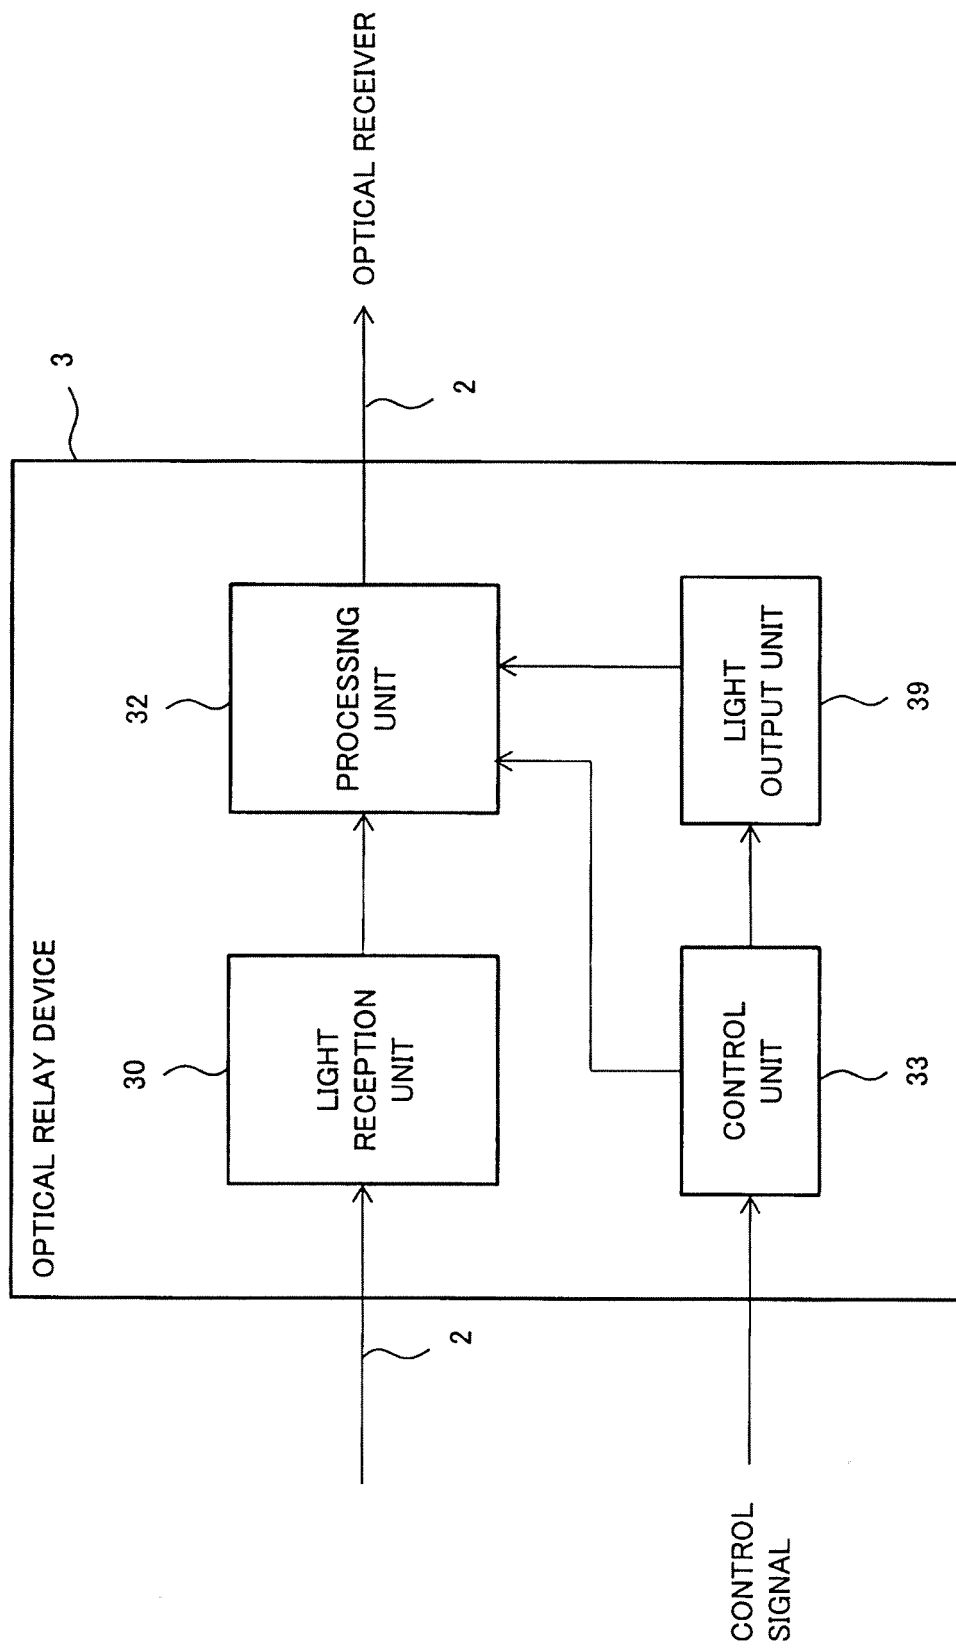 OPTICAL RELAY DEVICE
3
30
LIGHT
RECEPTION
UNIT
32
PROCESSING
UNIT
2
2
OPTICAL RECEIVER
CONTROL
SIGNAL
CONTROL
UNIT
33
LIGHT
OUTPUT UNIT
39